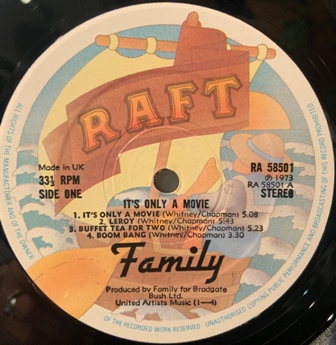 RAFT
Made in UK
33⅓ RPM
SIDE ONE
RA 58501
℗ 1973
RA 58501 A
STEREO
IT'S ONLY A MOVIE
1. IT'S ONLY A MOVIE (Whitney/Chapman) 5.08
2. LEROY (Whitney/Chapman) 5.43
3. BUFFET TEA FOR TWO (Whitney/Chapman) 5.23
4. BOOM BANG (Whitney/Chapman) 3.30
Family
Produced by Family for Bradgate
Bush Ltd.
United Artists Music (1—4)
ALL RIGHTS OF THE MANUFACTURER AND OF THE OWNER OF THE RECORDED WORK RESERVED UNAUTHORISED COPYING PUBLIC PERFORMANCE AND BROADCASTING OF THIS RECORD PROHIBITED